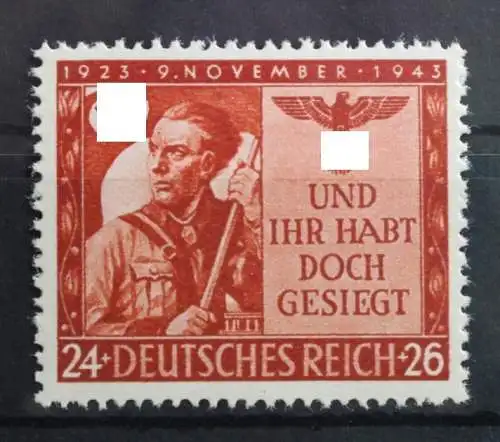 1923 · 9. NOVEMBER · 1943
UND
IHR HABT
DOCH
GESIEGT
24+DEUTSCHES REICH+26